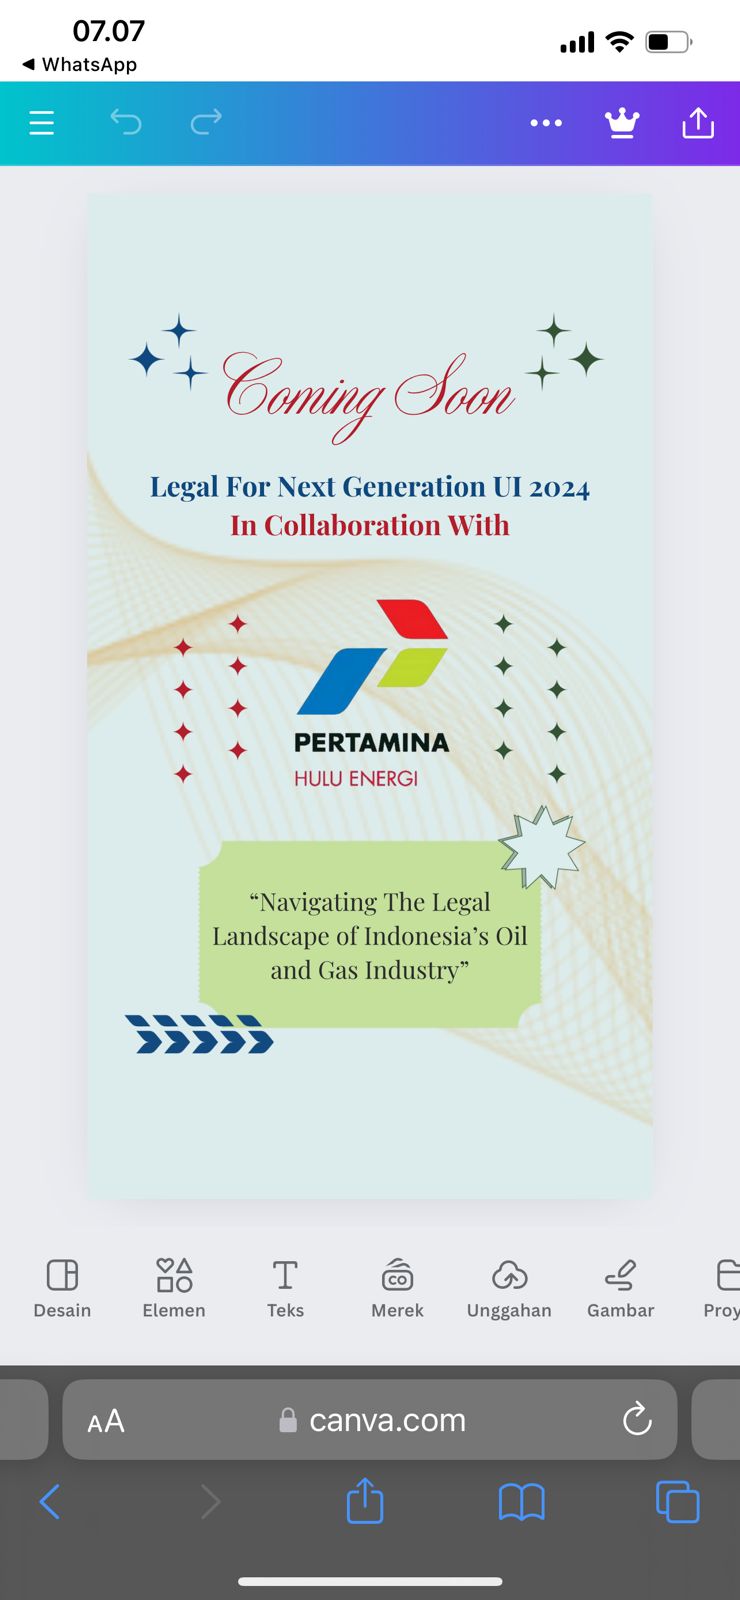 07.07
◀ WhatsApp
Coming Soon
Legal For Next Generation UI 2024
In Collaboration With
PERTAMINA
HULU ENERGI
“Navigating The Legal
Landscape of Indonesia’s Oil
and Gas Industry”
Desain
Elemen
Teks
CO
Merek
Unggahan
Gambar
Proy
AA
canva.com